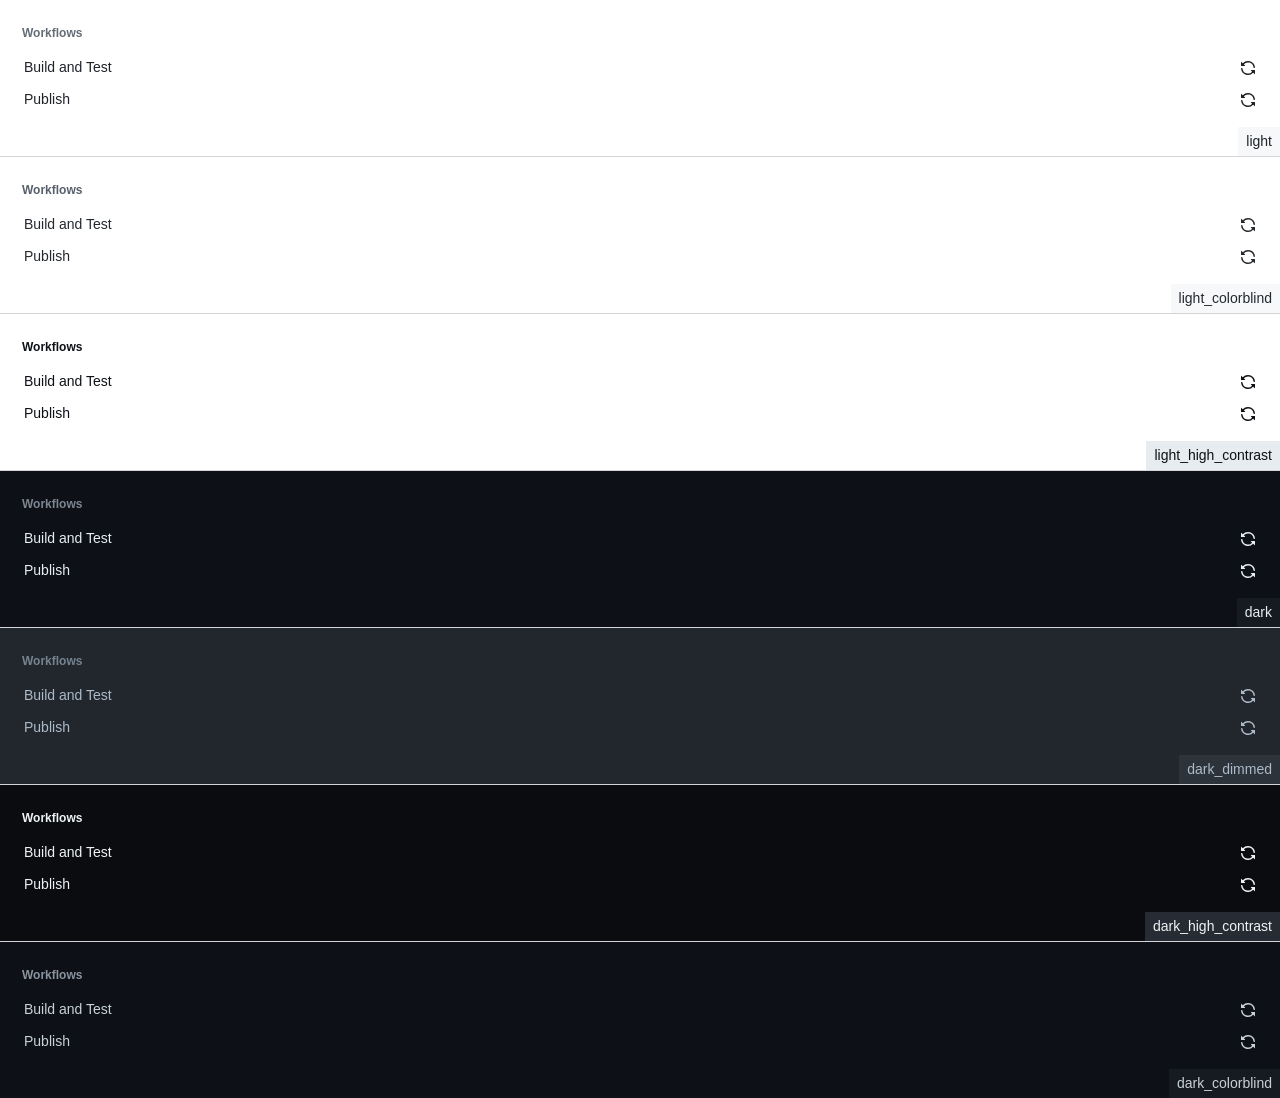 Workflows
Build and Test
Publish
light
Workflows
Build and Test
Publish
light_colorblind
Workflows
Build and Test
Publish
light_high_contrast
Workflows
Build and Test
Publish
dark
Workflows
Build and Test
Publish
dark_dimmed
Workflows
Build and Test
Publish
dark_high_contrast
Workflows
Build and Test
Publish
dark_colorblind